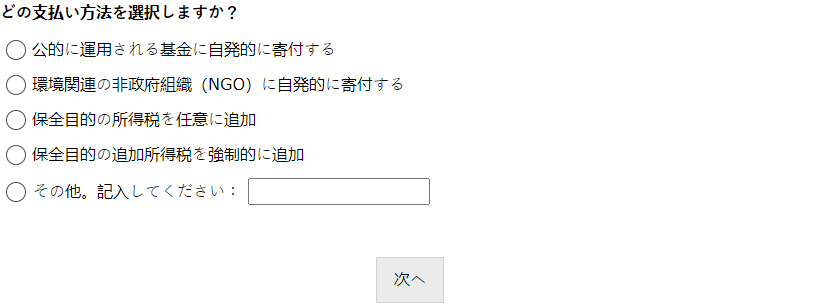 どの支払い方法を選択しますか？
公的に運用される基金に自発的に寄付する
環境関連の非政府組織（NGO）に自発的に寄付する
保全目的の所得税を任意に追加
保全目的の追加所得税を強制的に追加
その他。記入してください：
次へ